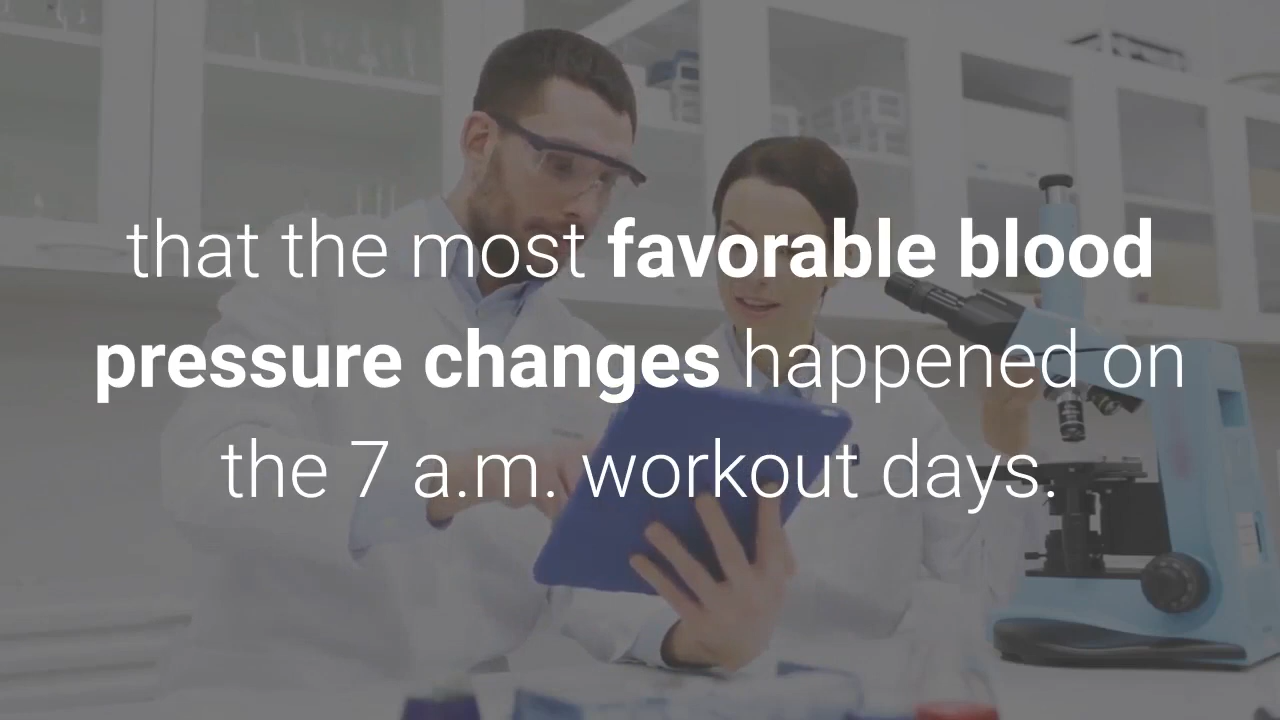 that the most favorable blood
pressure changes happened on
the 7 a.m. workout days.